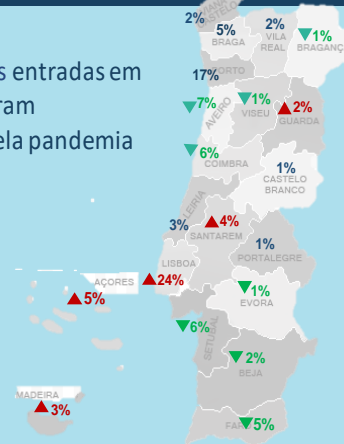 2%
CASTELO
5%
BRAGA
2%
VILA
REAL
1%
BRAGANÇ
s entradas em
ram
ela pandemia
17%
PORTO
7%
AVEIRO
1%
VISEU
2%
GUARDA
6%
COIMBRA
1%
CASTELO
BRANCO
LEIRIA
3%
4%
SANTAREM
1%
PORTALEGRE
LISBOA
24%
AÇORES
5%
1%
EVORA
6%
SETUBAL
2%
BEJA
MADEIRA
3%
FAR
5%